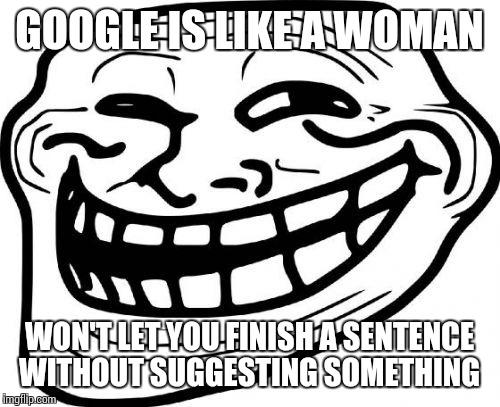 GOOGLE IS LIKE A WOMAN
WON'T LET YOU FINISH A SENTENCE
WITHOUT SUGGESTING SOMETHING
imgflip.com